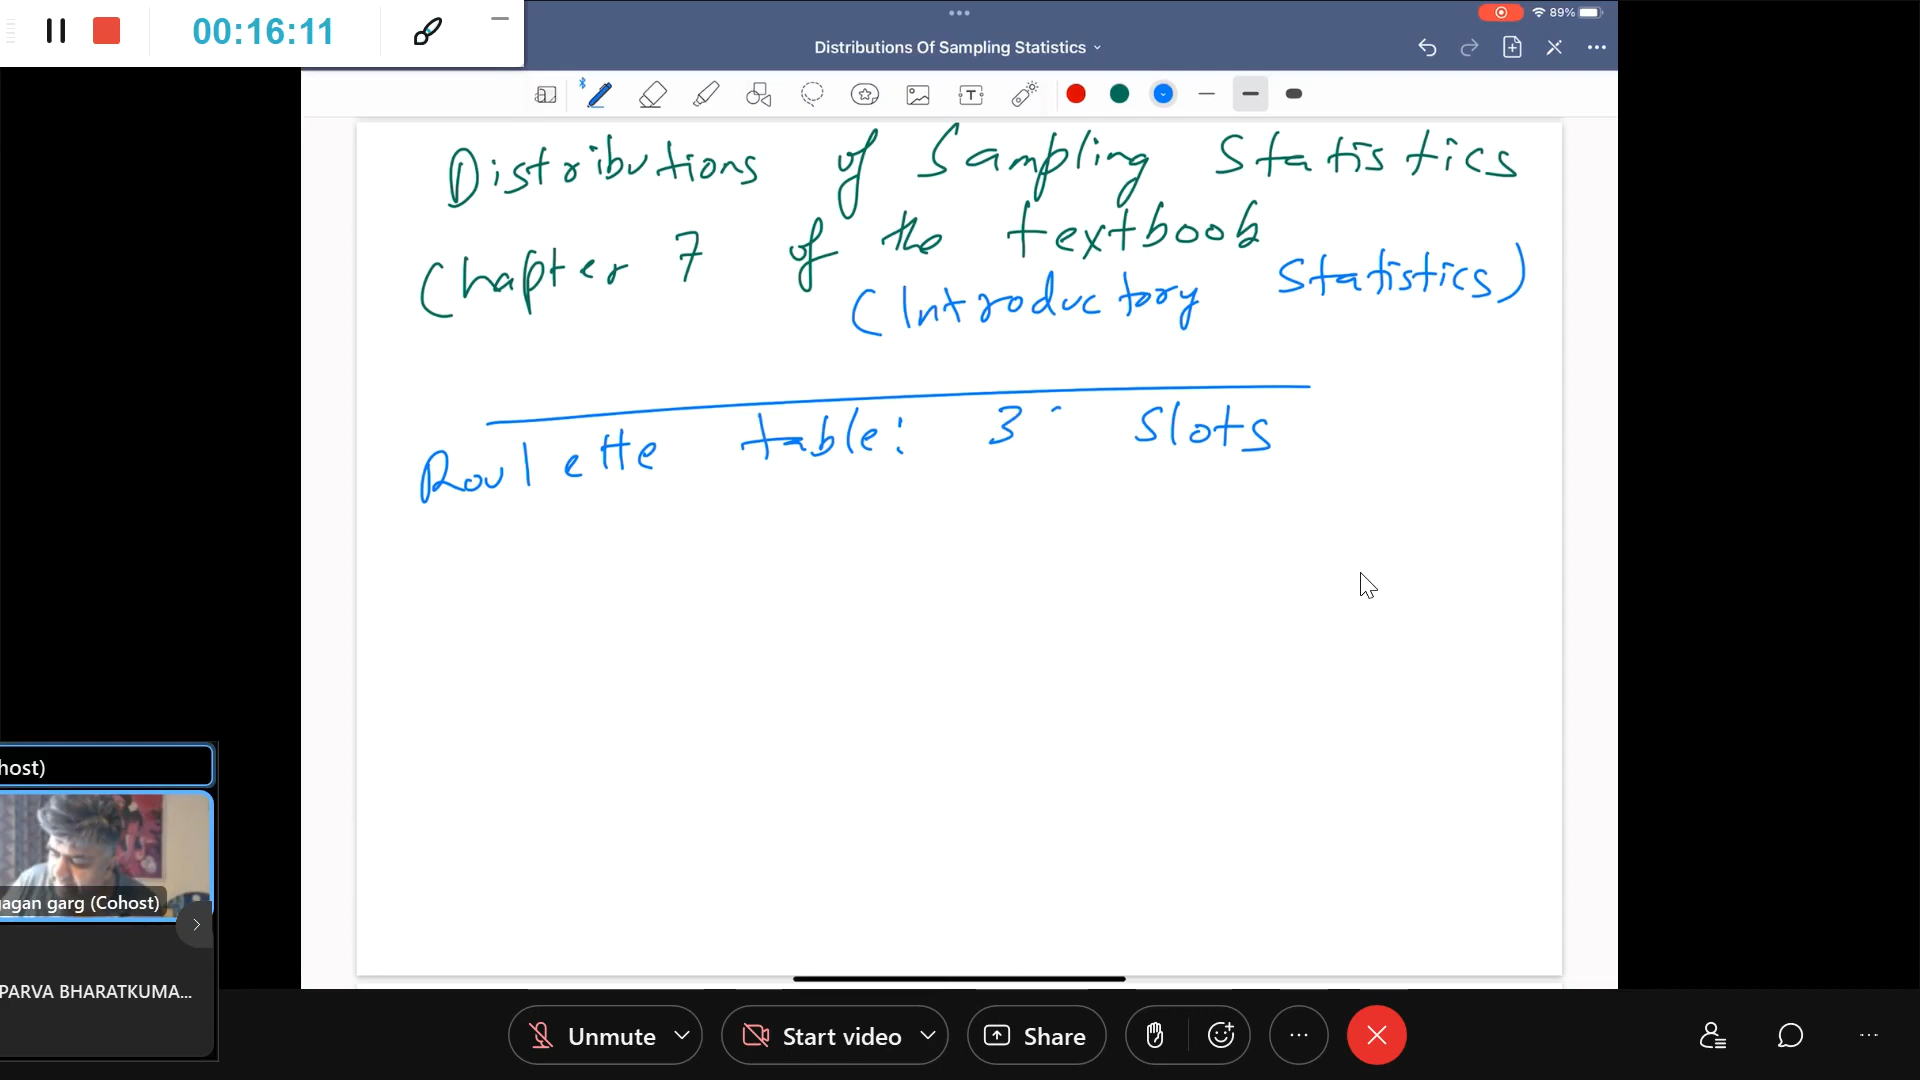 00:16:11
89%
Distributions Of Sampling Statistics
Distributions of Sampling Statistics
Chapter 7 of the textbook
(Introductory Statistics)
Roulette table: 3 Slots
host)
gagan garg (Cohost)
PARVA BHARATKUMA...
Unmute
Start video
Share